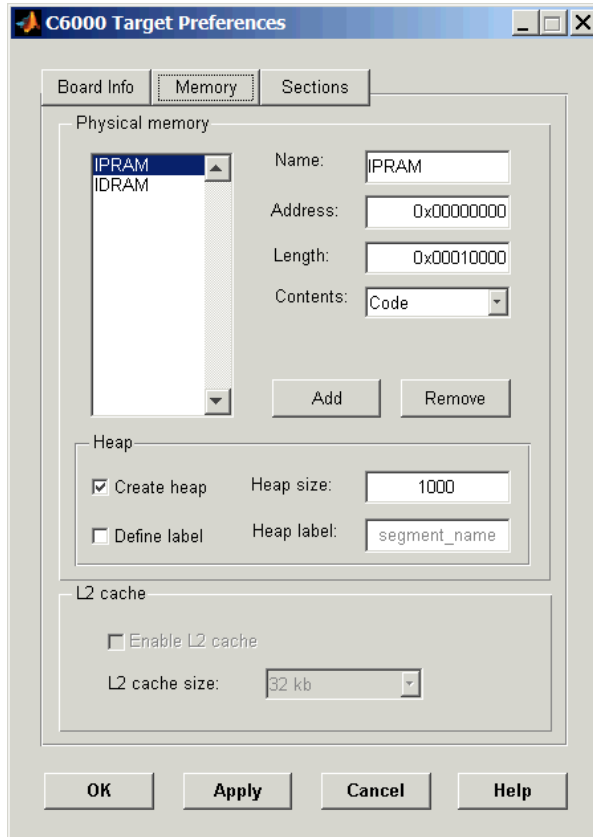 C6000 Target Preferences
Board Info Memory Sections
Physical memory
IPRAM
IDRAM
Name: IPRAM
Address: 0x00000000
Length: 0x00010000
Contents: Code
Add Remove
Heap
Create heap Heap size: 1000
Define label Heap label: segment_name
L2 cache
Enable L2 cache
L2 cache size: 32 kb
OK Apply Cancel Help